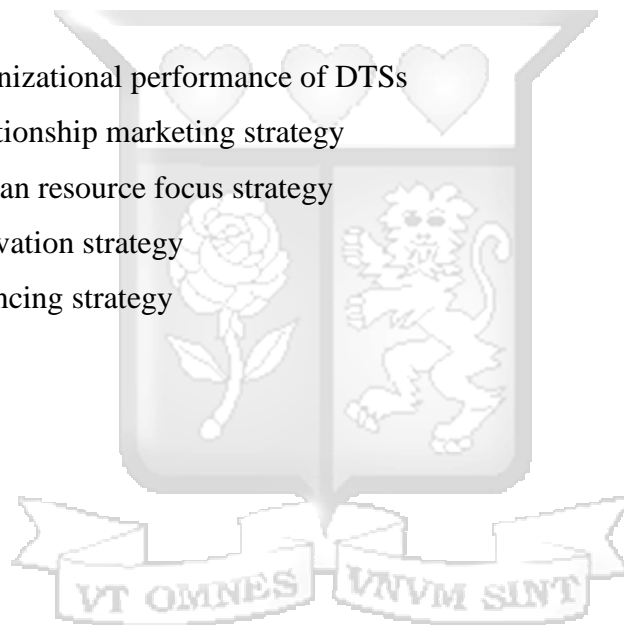 nizational performance of DTSs
tionship marketing strategy
an resource focus strategy
vation strategy
ncing strategy
VT OMNES VNVM SINT